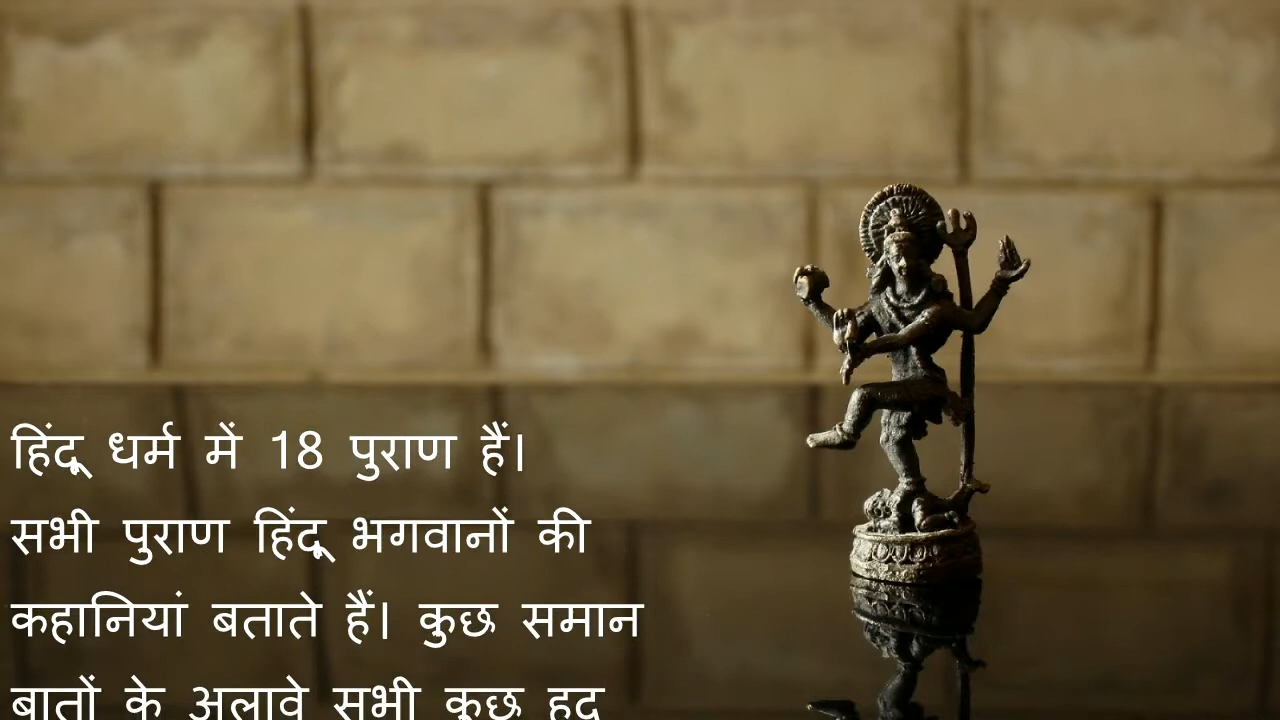 हिंदू धर्म में 18 पुराण हैं।
सभी पुराण हिंदू भगवानों की
कहानियां बताते हैं। कुछ समान
बातों के अलावे सभी कुछ हद